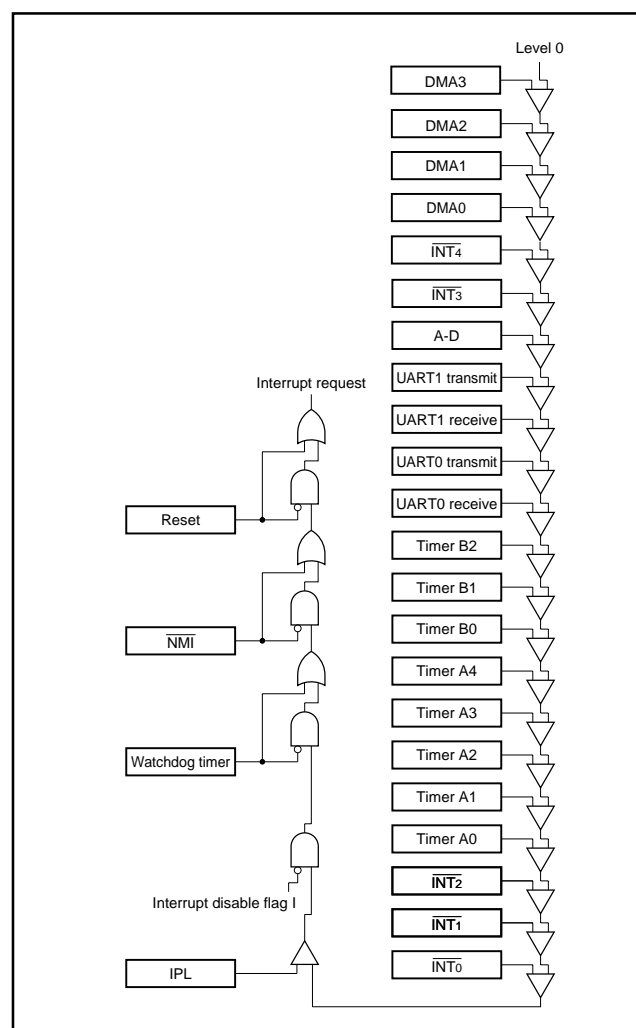 Level 0
DMA3
DMA2
DMA1
DMA0
INT4
INT3
A-D
UART1 transmit
UART1 receive
UART0 transmit
UART0 receive
Timer B2
Timer B1
Timer B0
Timer A4
Timer A3
Timer A2
Timer A1
Timer A0
INT2
INT1
INT0
Interrupt request
Reset
NMI
Watchdog timer
Interrupt disable flag I
IPL